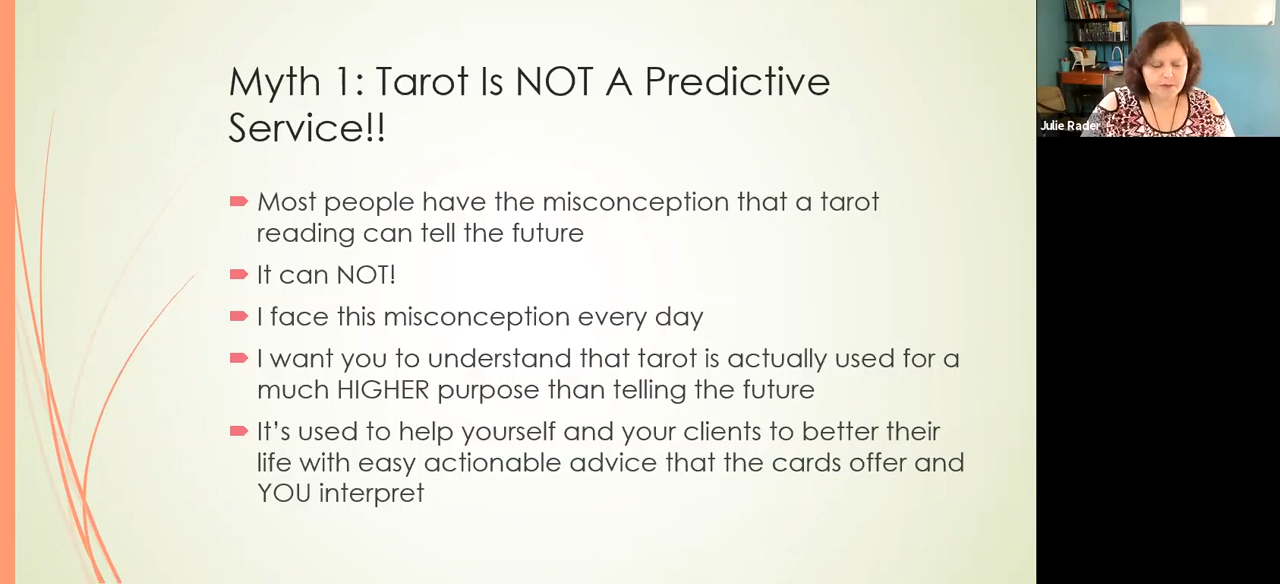 Myth 1: Tarot Is NOT A Predictive
Service!!
Most people have the misconception that a tarot
reading can tell the future
It can NOT!
I face this misconception every day
I want you to understand that tarot is actually used for a
much HIGHER purpose than telling the future
It's used to help yourself and your clients to better their
life with easy actionable advice that the cards offer and
YOU interpret
Julie Rader